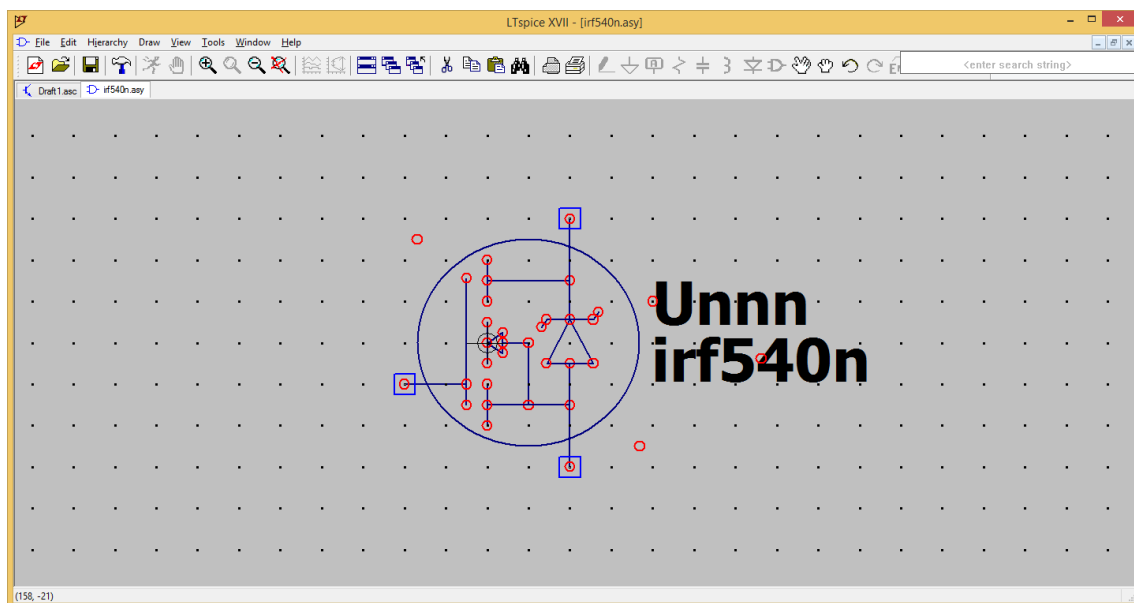 LTspice XVII - [irf540n.asy]
File Edit Hierarchy Draw View Tools Window Help
<enter search string>
Draft1.asc irf540n.asy
Unnn
irf540n
(158, -21)